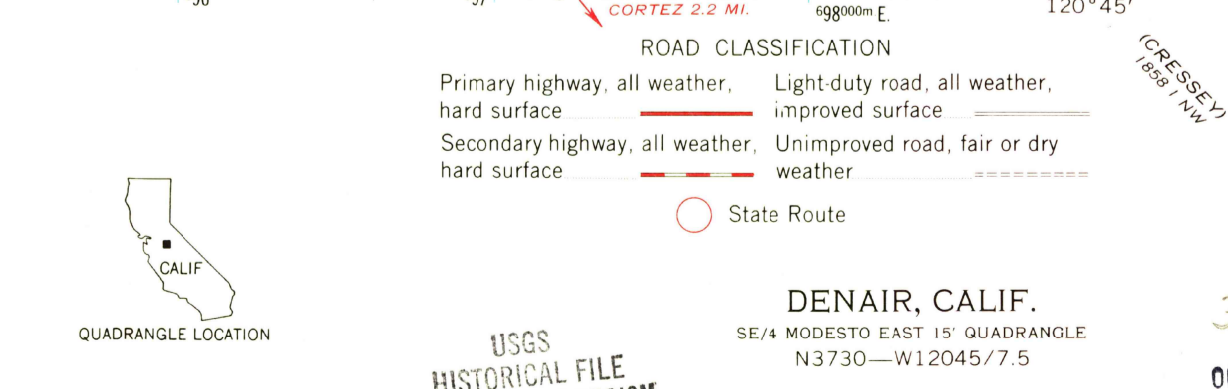 CORTEZ 2.2 MI.
698000m E.
120°45'
(CRESSEY)
1858 I NW
ROAD CLASSIFICATION
Primary highway, all weather,
hard surface
Light-duty road, all weather,
improved surface
Secondary highway, all weather,
hard surface
Unimproved road, fair or dry
weather
State Route
CALIF
QUADRANGLE LOCATION
DENAIR, CALIF.
SE/4 MODESTO EAST 15' QUADRANGLE
N3730—W12045/7.5
USGS
HISTORICAL FILE